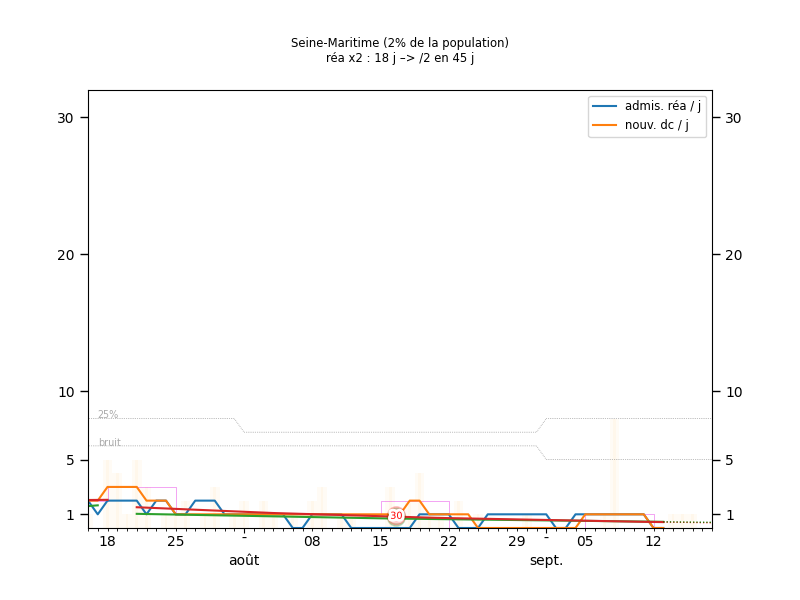 Seine-Maritime (2% de la population)
réa x2 : 18 j –> /2 en 45 j
admis. réa / j
nouv. dc / j
30
30
20
20
10
10
25%
bruit
5
5
30
1
1
18 25 - 08 15 22 29 - 05 12
août sept.